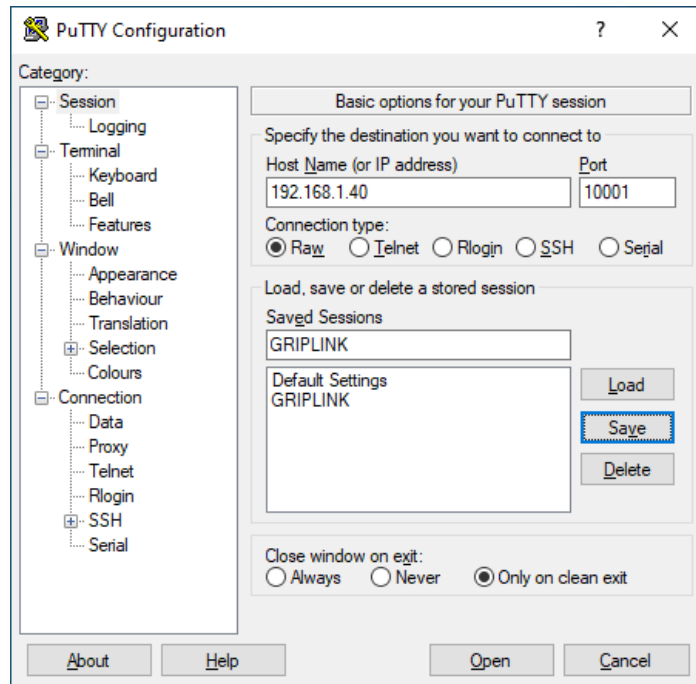 PuTTY Configuration
?
Category:
Session
Logging
Terminal
Keyboard
Bell
Features
Window
Appearance
Behaviour
Translation
Selection
Colours
Connection
Data
Proxy
Telnet
Rlogin
SSH
Serial
Basic options for your PuTTY session
Specify the destination you want to connect to
Host Name (or IP address) Port
192.168.1.40 10001
Connection type:
Raw Telnet Rlogin SSH Serial
Load, save or delete a stored session
Saved Sessions
GRIPLINK
Default Settings
GRIPLINK
Load
Save
Delete
Close window on exit:
Always Never Only on clean exit
About Help Open Cancel